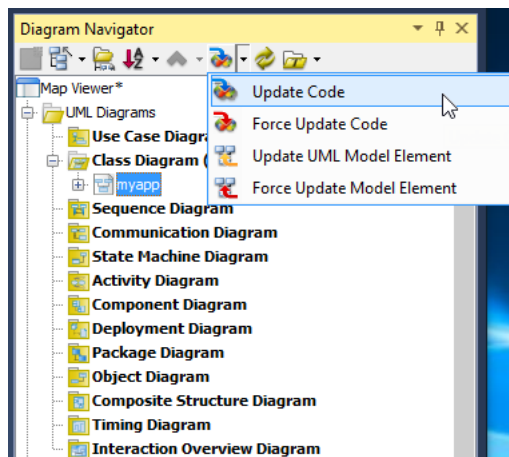 Diagram Navigator
Map Viewer*
Update Code
UML Diagrams
Force Update Code
Use Case Diagr
Class Diagram (
Update UML Model Element
myapp
Force Update Model Element
Sequence Diagram
Communication Diagram
State Machine Diagram
Activity Diagram
Component Diagram
Deployment Diagram
Package Diagram
Object Diagram
Composite Structure Diagram
Timing Diagram
Interaction Overview Diagram